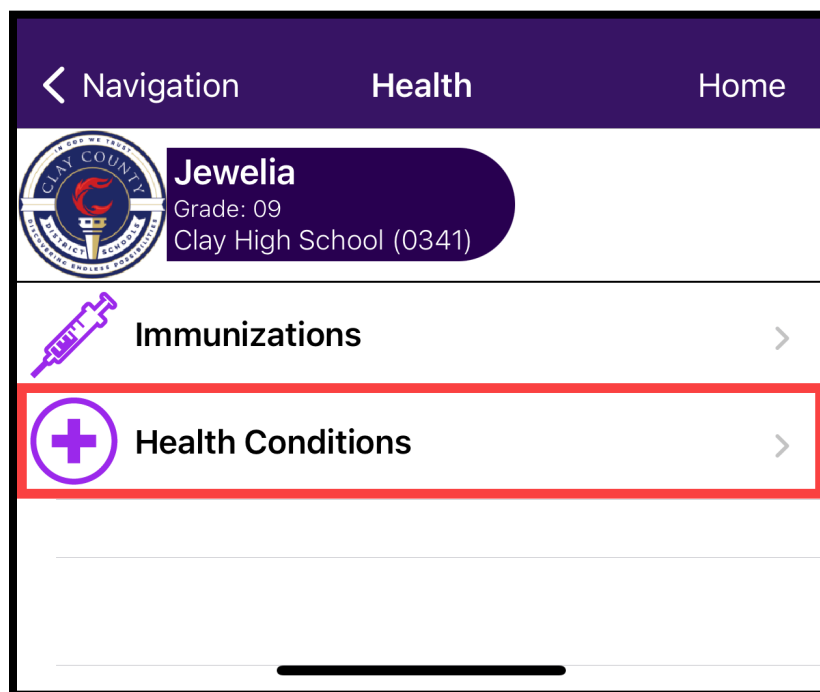 Navigation
Health
Home
IN GOD WE TRUST
CLAY COUNTY
DISTRICT SCHOOLS
DISCOVERING ENDLESS POSSIBILITIES
Jewelia
Grade: 09
Clay High School (0341)
Immunizations
Health Conditions